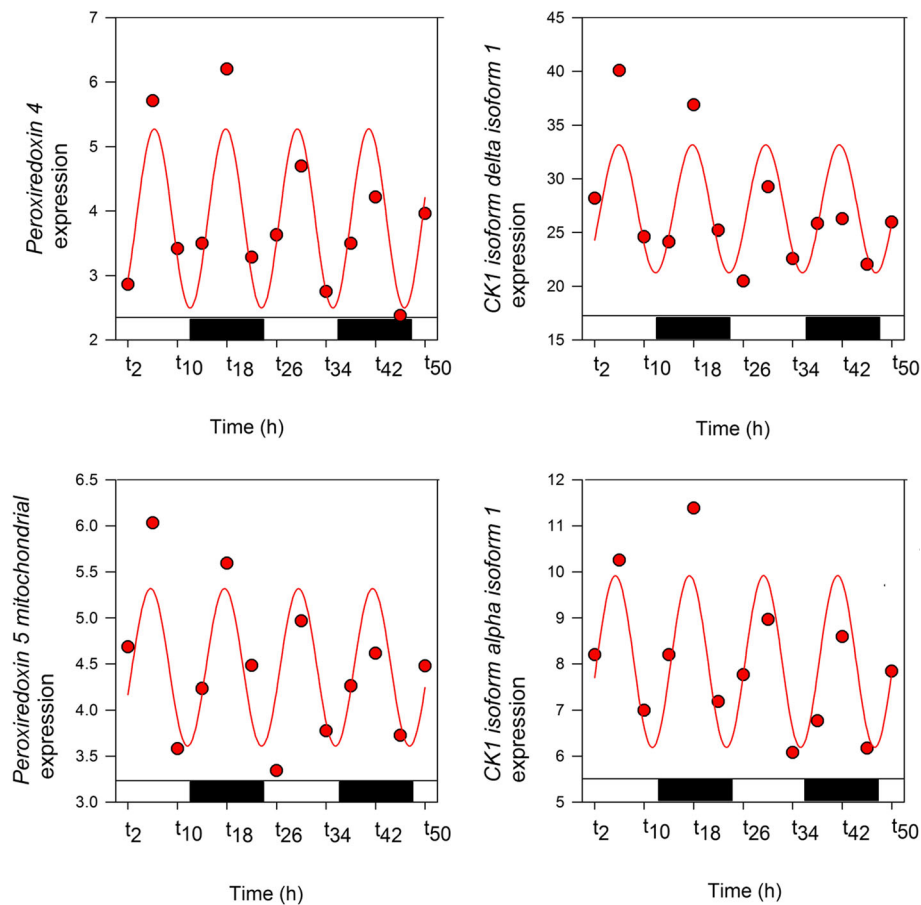 Peroxiredoxin 4
expression
7
6
5
4
3
2
t2 t10 t18 t26 t34 t42 t50
Time (h)
CK1 isoform delta isoform 1
expression
45
40
35
30
25
20
15
t2 t10 t18 t26 t34 t42 t50
Time (h)
Peroxiredoxin 5 mitochondrial
expression
6.5
6.0
5.5
5.0
4.5
4.0
3.5
3.0
t2 t10 t18 t26 t34 t42 t50
Time (h)
CK1 isoform alpha isoform 1
expression
12
11
10
9
8
7
6
5
t2 t10 t18 t26 t34 t42 t50
Time (h)